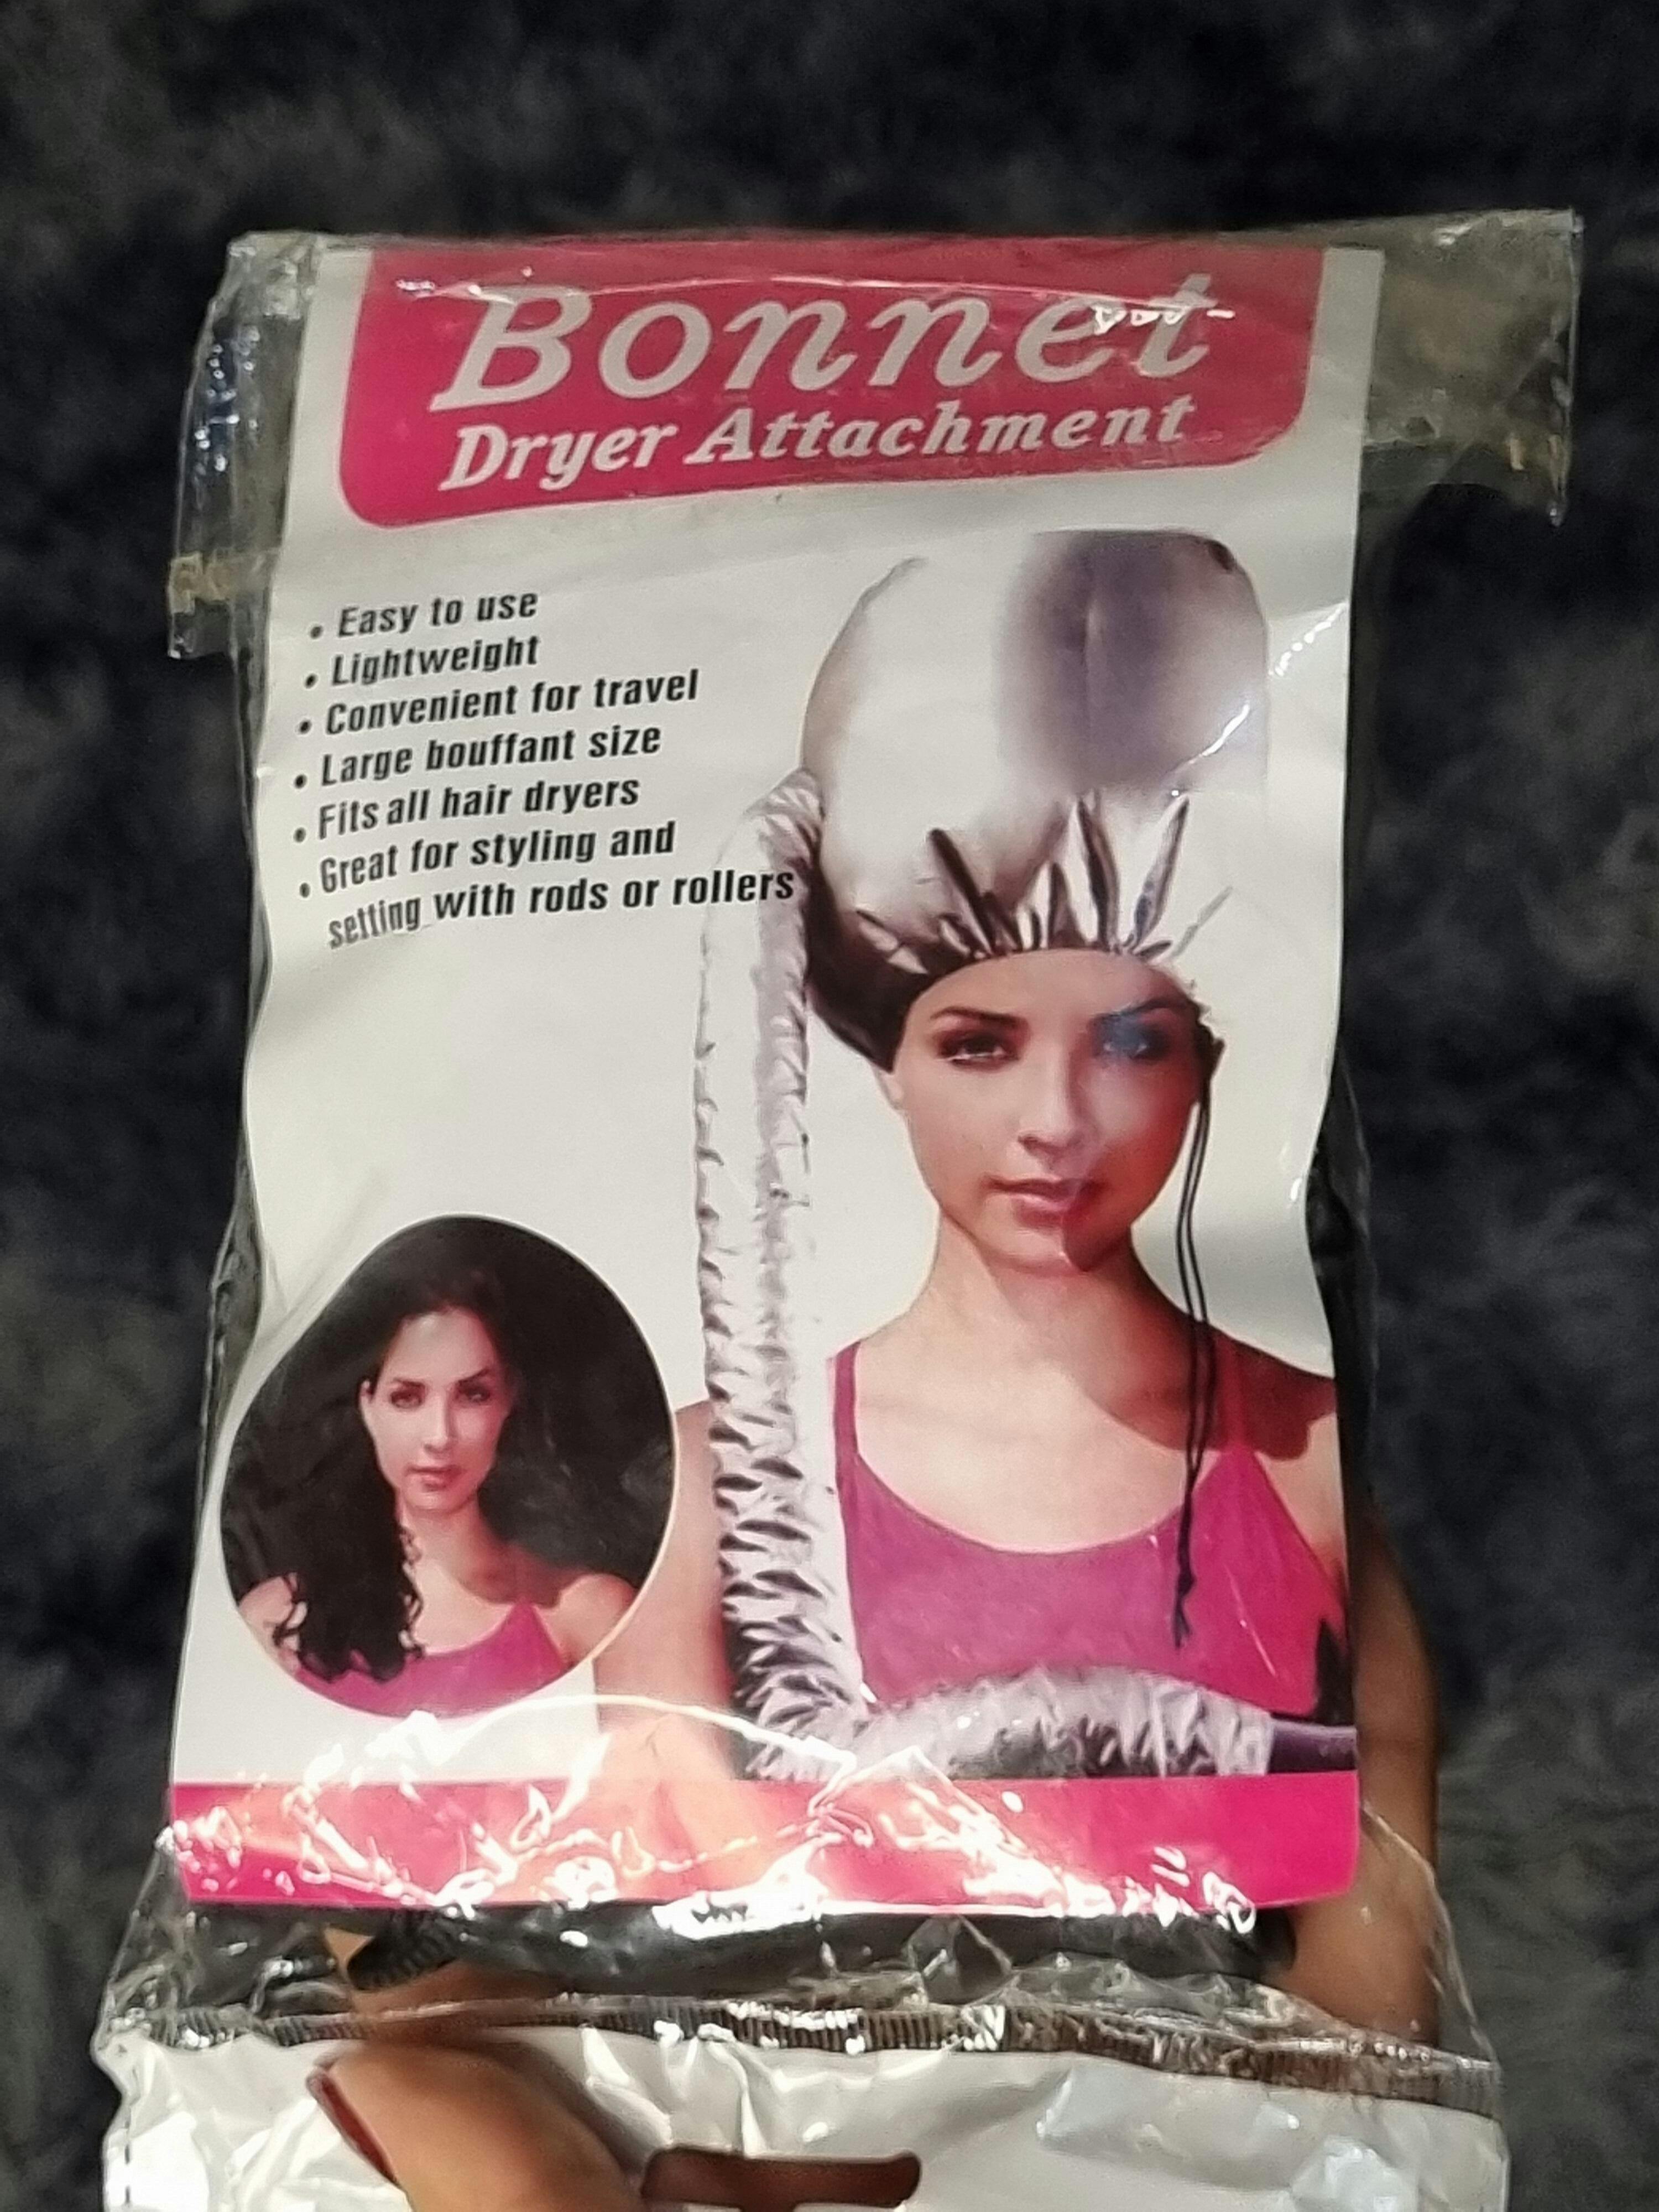 Bonnet
Dryer Attachment
• Easy to use
• Lightweight
• Convenient for travel
• Large bouffant size
• Fits all hair dryers
• Great for styling and
setting with rods or rollers